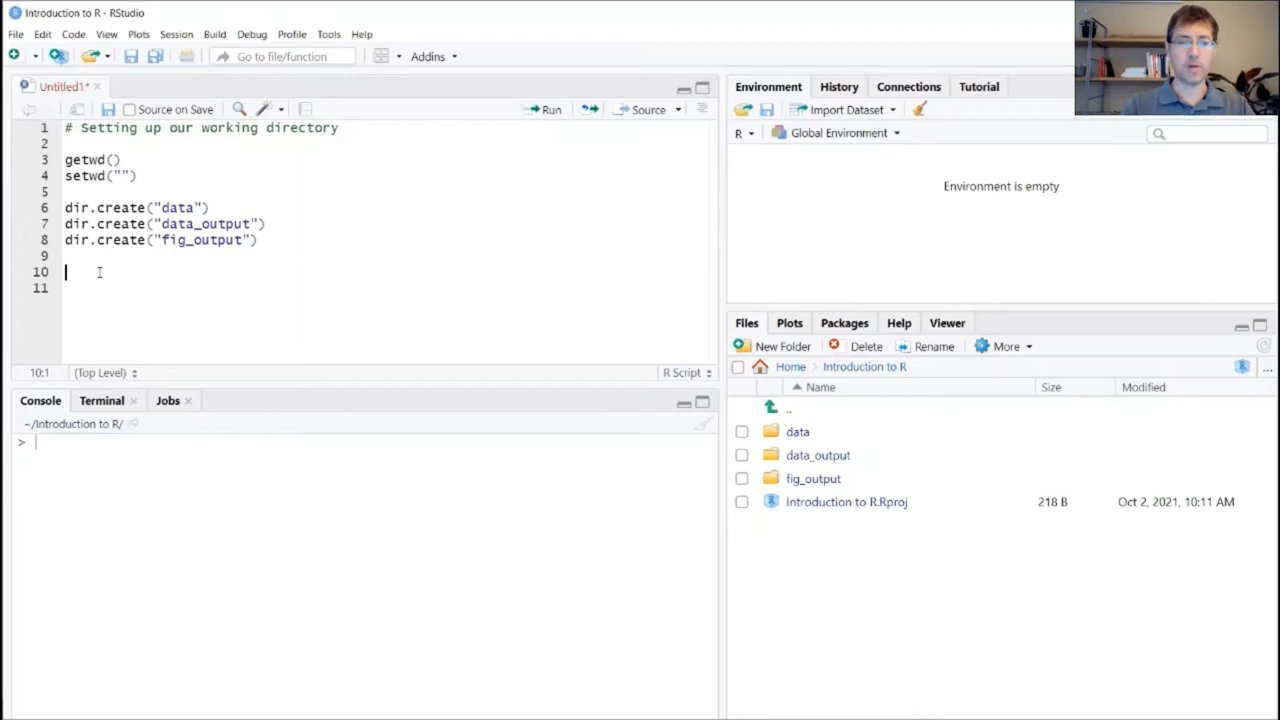 Introduction to R - RStudio
File Edit Code View Plots Session Build Debug Profile Tools Help
Go to file/function Addins
Untitled1*
Source on Save Run Source
1 # Setting up our working directory
2
3 getwd()
4 setwd("")
5
6 dir.create("data")
7 dir.create("data_output")
8 dir.create("fig_output")
9
10
11
10:1 (Top Level) R Script
Console Terminal Jobs
~/Introduction to R/
>
Environment History Connections Tutorial
Import Dataset
R Global Environment
Environment is empty
Files Plots Packages Help Viewer
New Folder Delete Rename More
Home Introduction to R ...
Name Size Modified
..
data
data_output
fig_output
Introduction to R.Rproj 218 B Oct 2, 2021, 10:11 AM